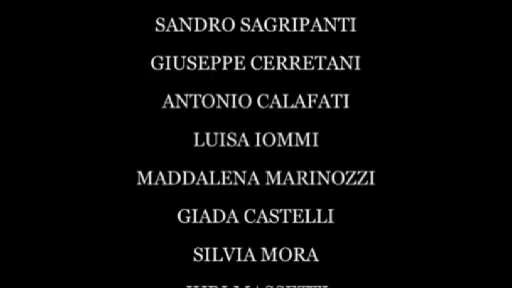 SANDRO SAGRIPANTI
GIUSEPPE CERRETANI
ANTONIO CALAFATI
LUISA IOMMI
MADDALENA MARINOZZI
GIADA CASTELLI
SILVIA MORA